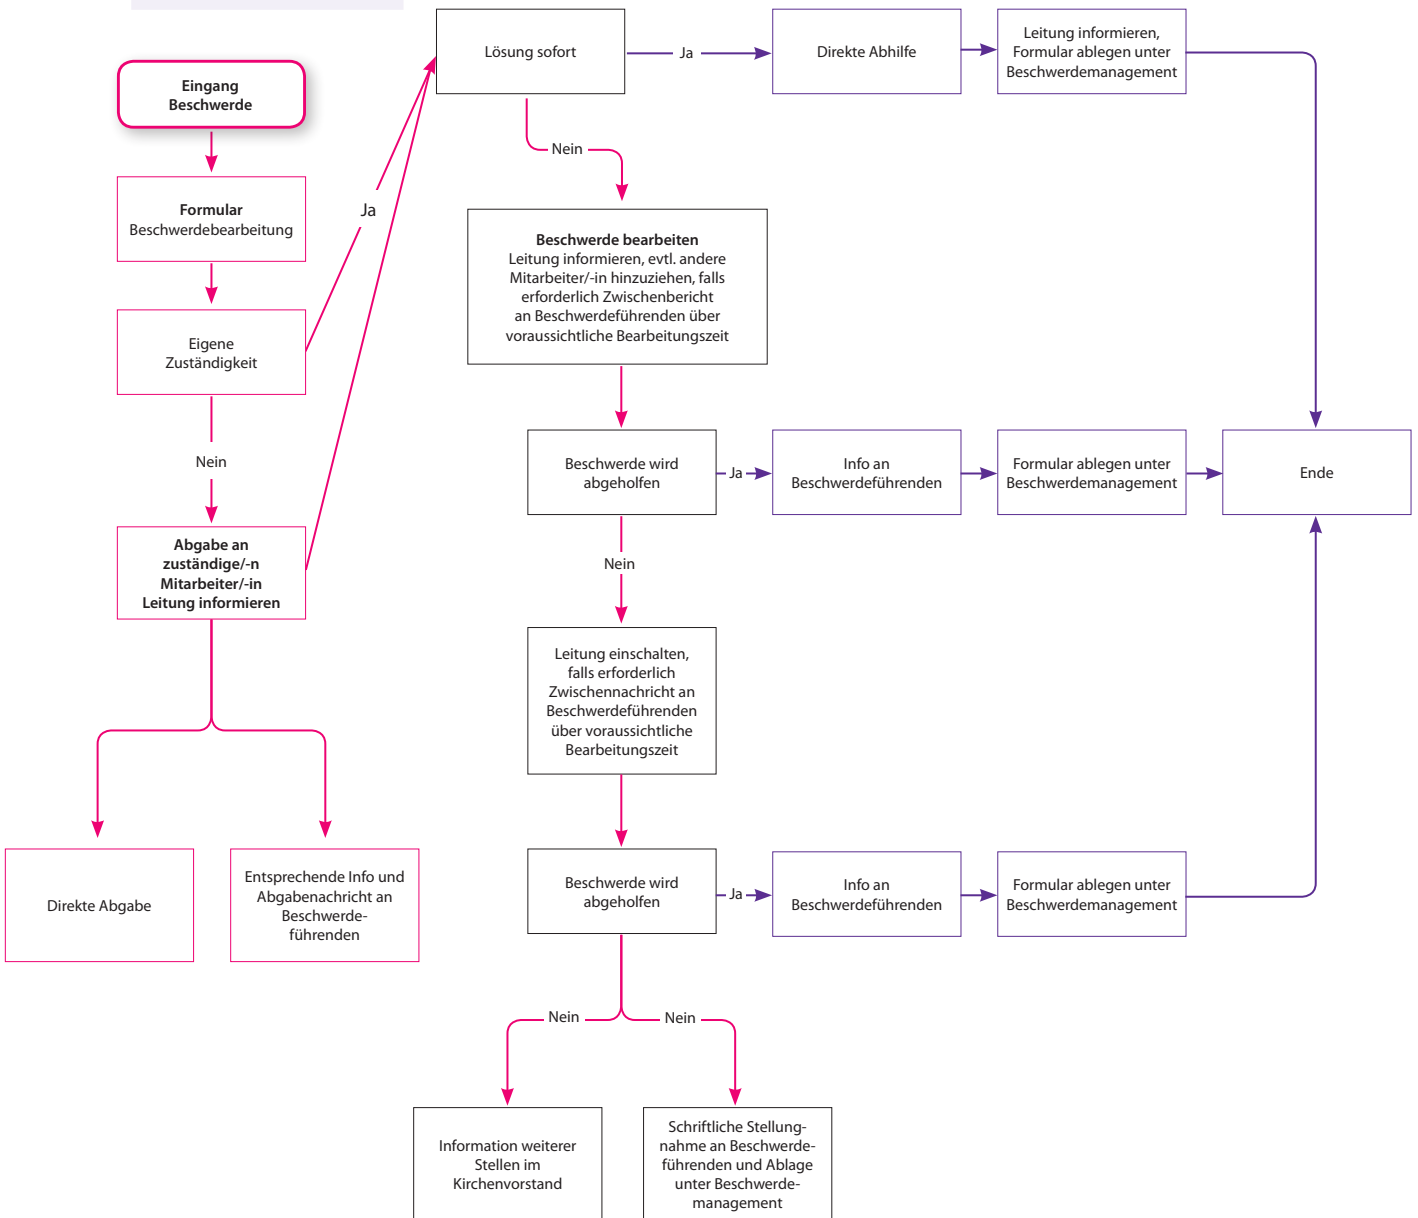 Eingang
Beschwerde
Formular
Beschwerdebearbeitung
Eigene
Zuständigkeit
Ja
Nein
Abgabe an
zuständige/-n
Mitarbeiter/-in
Leitung informieren
Direkte Abgabe
Entsprechende Info und
Abgabenachricht an
Beschwerde-
führenden
Lösung sofort
Ja
Direkte Abhilfe
Leitung informieren,
Formular ablegen unter
Beschwerdemanagement
Nein
Beschwerde bearbeiten
Leitung informieren, evtl. andere
Mitarbeiter/-in hinzuziehen, falls
erforderlich Zwischenbericht
an Beschwerdeführenden über
voraussichtliche Bearbeitungszeit
Beschwerde wird
abgeholfen
Ja
Info an
Beschwerdeführenden
Formular ablegen unter
Beschwerdemanagement
Ende
Nein
Leitung einschalten,
falls erforderlich
Zwischennachricht an
Beschwerdeführenden
über voraussichtliche
Bearbeitungszeit
Beschwerde wird
abgeholfen
Ja
Info an
Beschwerdeführenden
Formular ablegen unter
Beschwerdemanagement
Nein
Nein
Information weiterer
Stellen im
Kirchenvorstand
Schriftliche Stellung-
nahme an Beschwerde-
führenden und Ablage
unter Beschwerde-
management